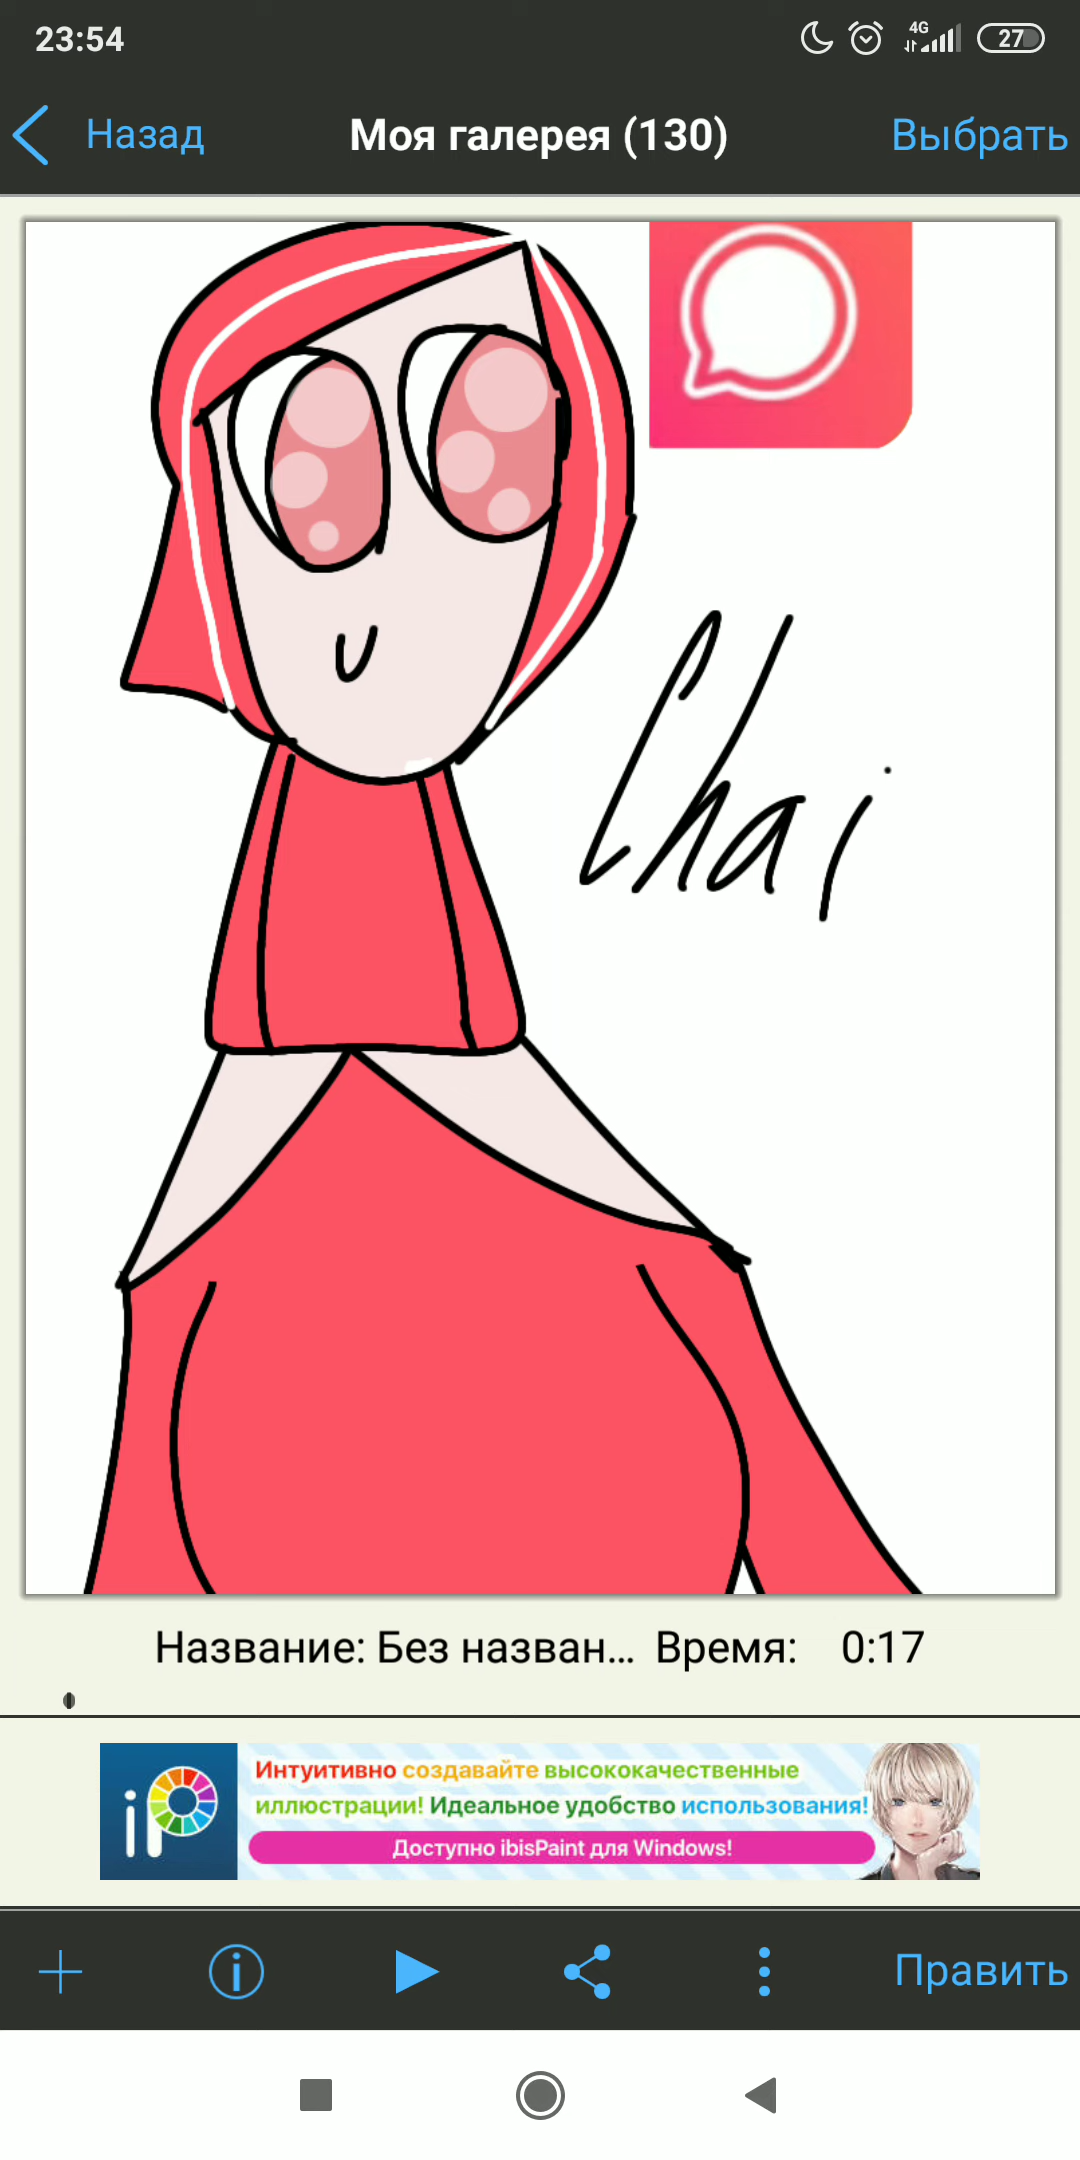 23:54
4G
27
Назад
Моя галерея (130)
Выбрать
Chai
Название: Без назван... Время: 0:17
iP
Интуитивно создавайте высококачественные
иллюстрации! Идеальное удобство использования!
Доступно ibisPaint для Windows!
Править